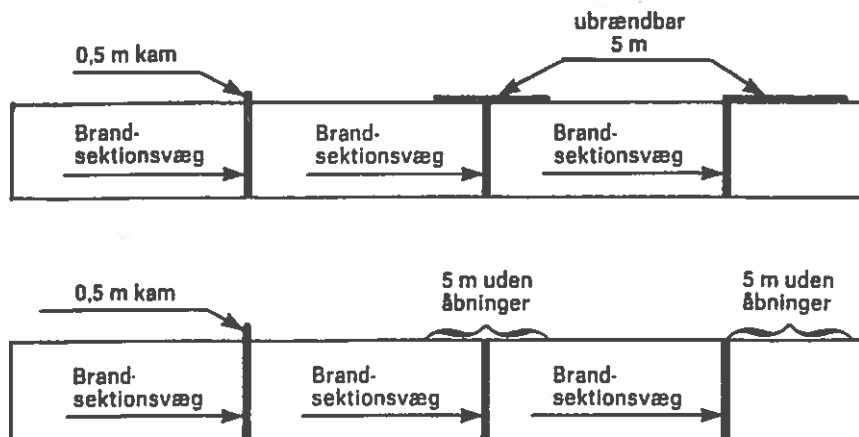 ubrændbar
5 m
0,5 m kam
Brand-
sektionsvæg
Brand-
sektionsvæg
Brand-
sektionsvæg
5 m uden
åbninger
5 m uden
åbninger
0,5 m kam
Brand-
sektionsvæg
Brand-
sektionsvæg
Brand-
sektionsvæg